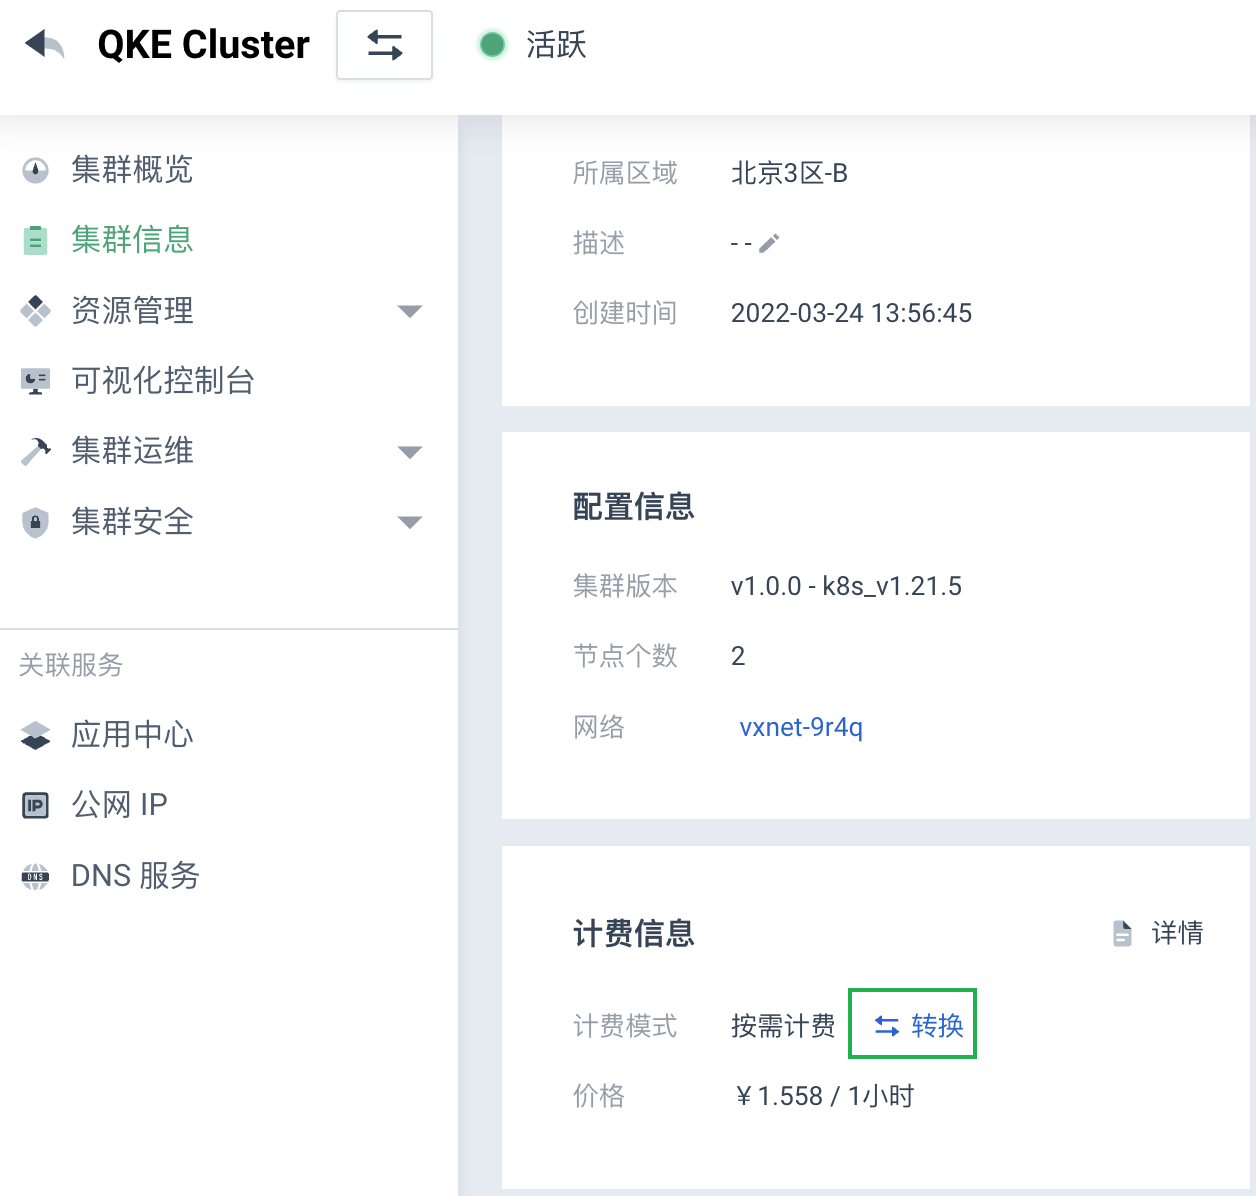 QKE Cluster
活跃
集群概览
集群信息
资源管理
可视化控制台
集群运维
集群安全
关联服务
应用中心
IP 公网 IP
DNS DNS 服务
所属区域 北京3区-B
描述 - -
创建时间 2022-03-24 13:56:45
配置信息
集群版本 v1.0.0 - k8s_v1.21.5
节点个数 2
网络 vxnet-9r4q
计费信息 详情
计费模式 按需计费 转换
价格 ¥ 1.558 / 1小时